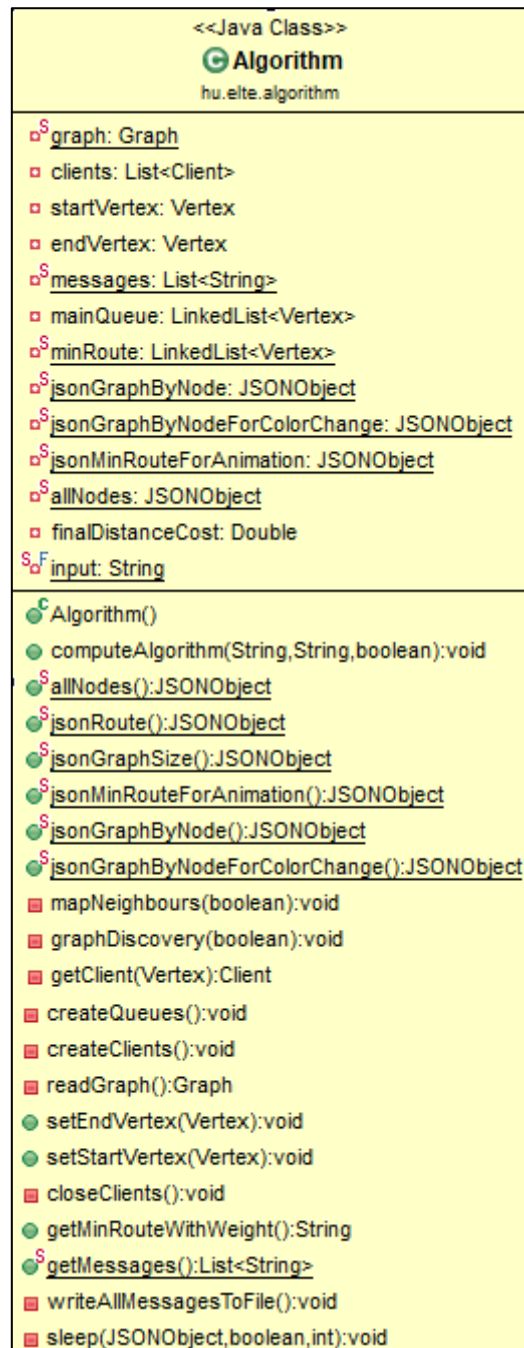 <<Java Class>>
C Algorithm
hu.elte.algorithm
S graph: Graph
clients: List<Client>
startVertex: Vertex
endVertex: Vertex
S messages: List<String>
mainQueue: LinkedList<Vertex>
S minRoute: LinkedList<Vertex>
S jsonGraphByNode: JSONObject
S jsonGraphByNodeForColorChange: JSONObject
S jsonMinRouteForAnimation: JSONObject
S allNodes: JSONObject
finalDistanceCost: Double
S F input: String
C Algorithm()
computeAlgorithm(String,String,boolean):void
S allNodes():JSONObject
S jsonRoute():JSONObject
S jsonGraphSize():JSONObject
S jsonMinRouteForAnimation():JSONObject
S jsonGraphByNode():JSONObject
S jsonGraphByNodeForColorChange():JSONObject
mapNeighbours(boolean):void
graphDiscovery(boolean):void
getClient(Vertex):Client
createQueues():void
createClients():void
readGraph():Graph
setEndVertex(Vertex):void
setStartVertex(Vertex):void
closeClients():void
getMinRouteWithWeight():String
S getMessages():List<String>
writeAllMessagesToFile():void
sleep(JSONObject,boolean,int):void